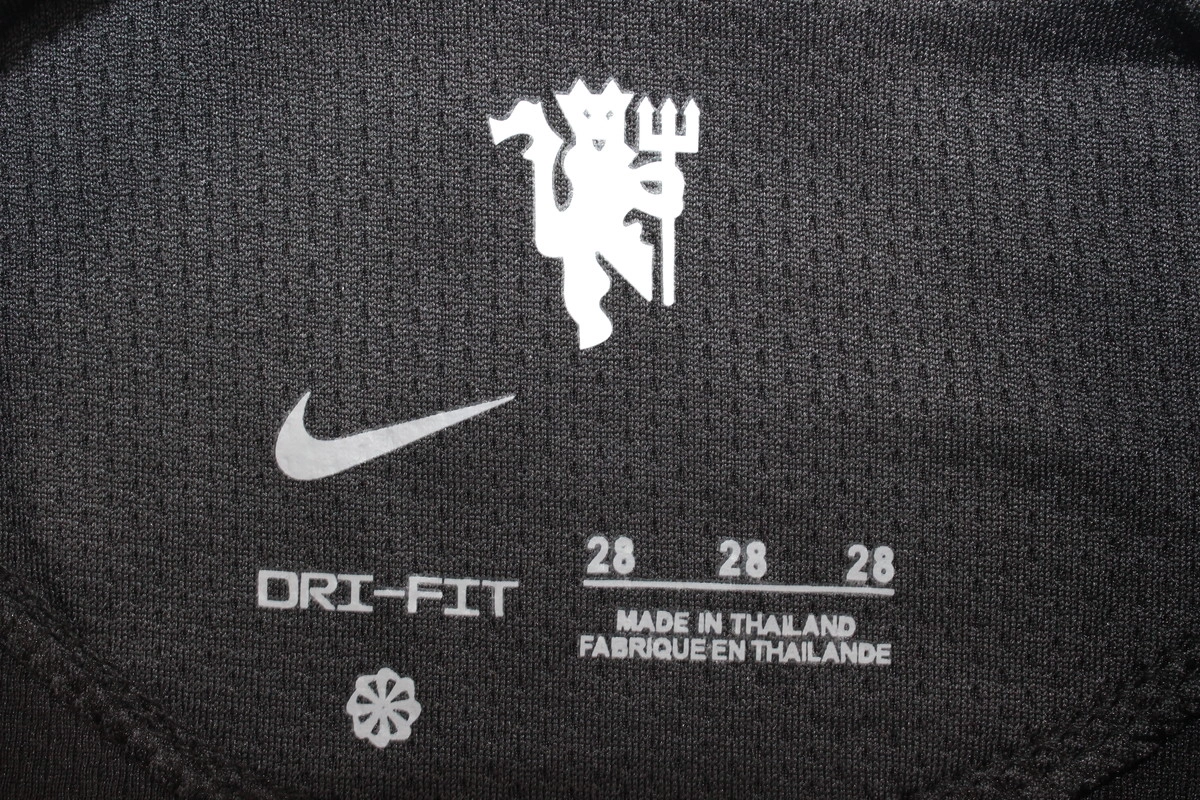 DRI-FIT
28 28 28
MADE IN THAILAND
FABRIQUE EN THAILANDE